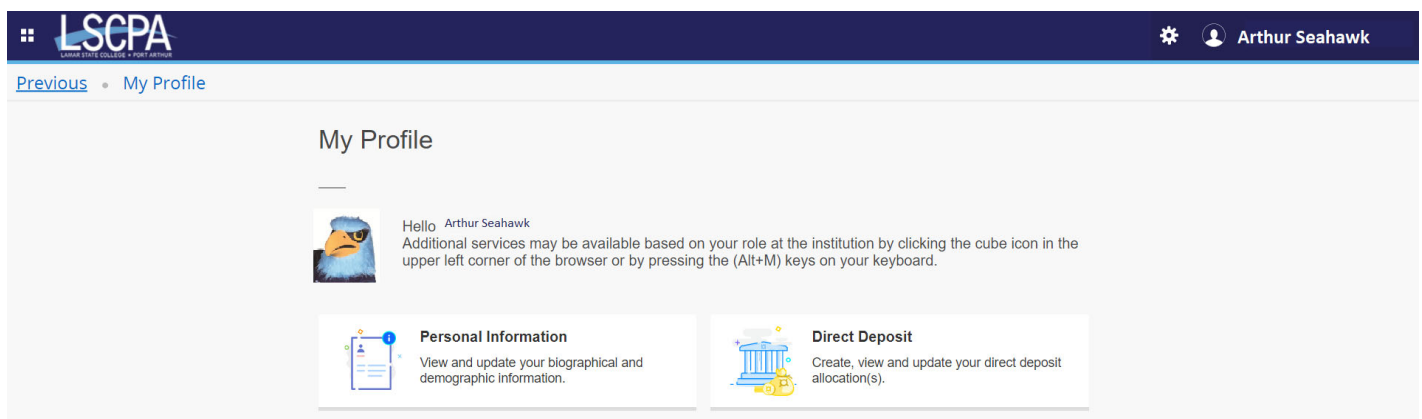 LSCPA
LAMAR STATE COLLEGE • PORT ARTHUR
Arthur Seahawk
Previous • My Profile
My Profile
Hello Arthur Seahawk
Additional services may be available based on your role at the institution by clicking the cube icon in the
upper left corner of the browser or by pressing the (Alt+M) keys on your keyboard.
Personal Information
View and update your biographical and
demographic information.
Direct Deposit
Create, view and update your direct deposit
allocation(s).